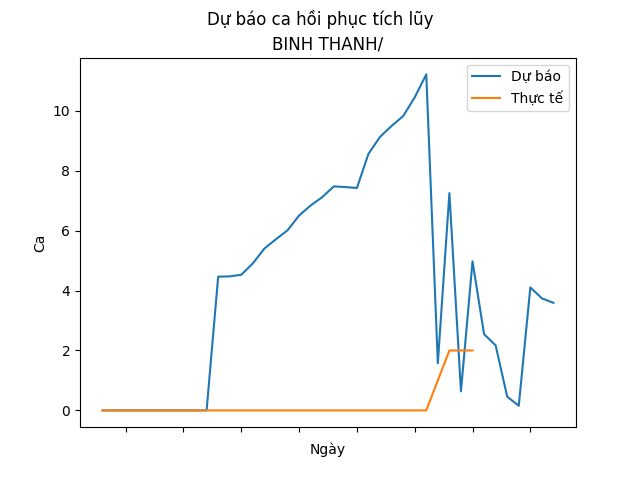 Dự báo ca hồi phục tích lũy
BINH THANH/
Dự báo
Thực tế
10
8
6
4
2
0
Ca
Ngày